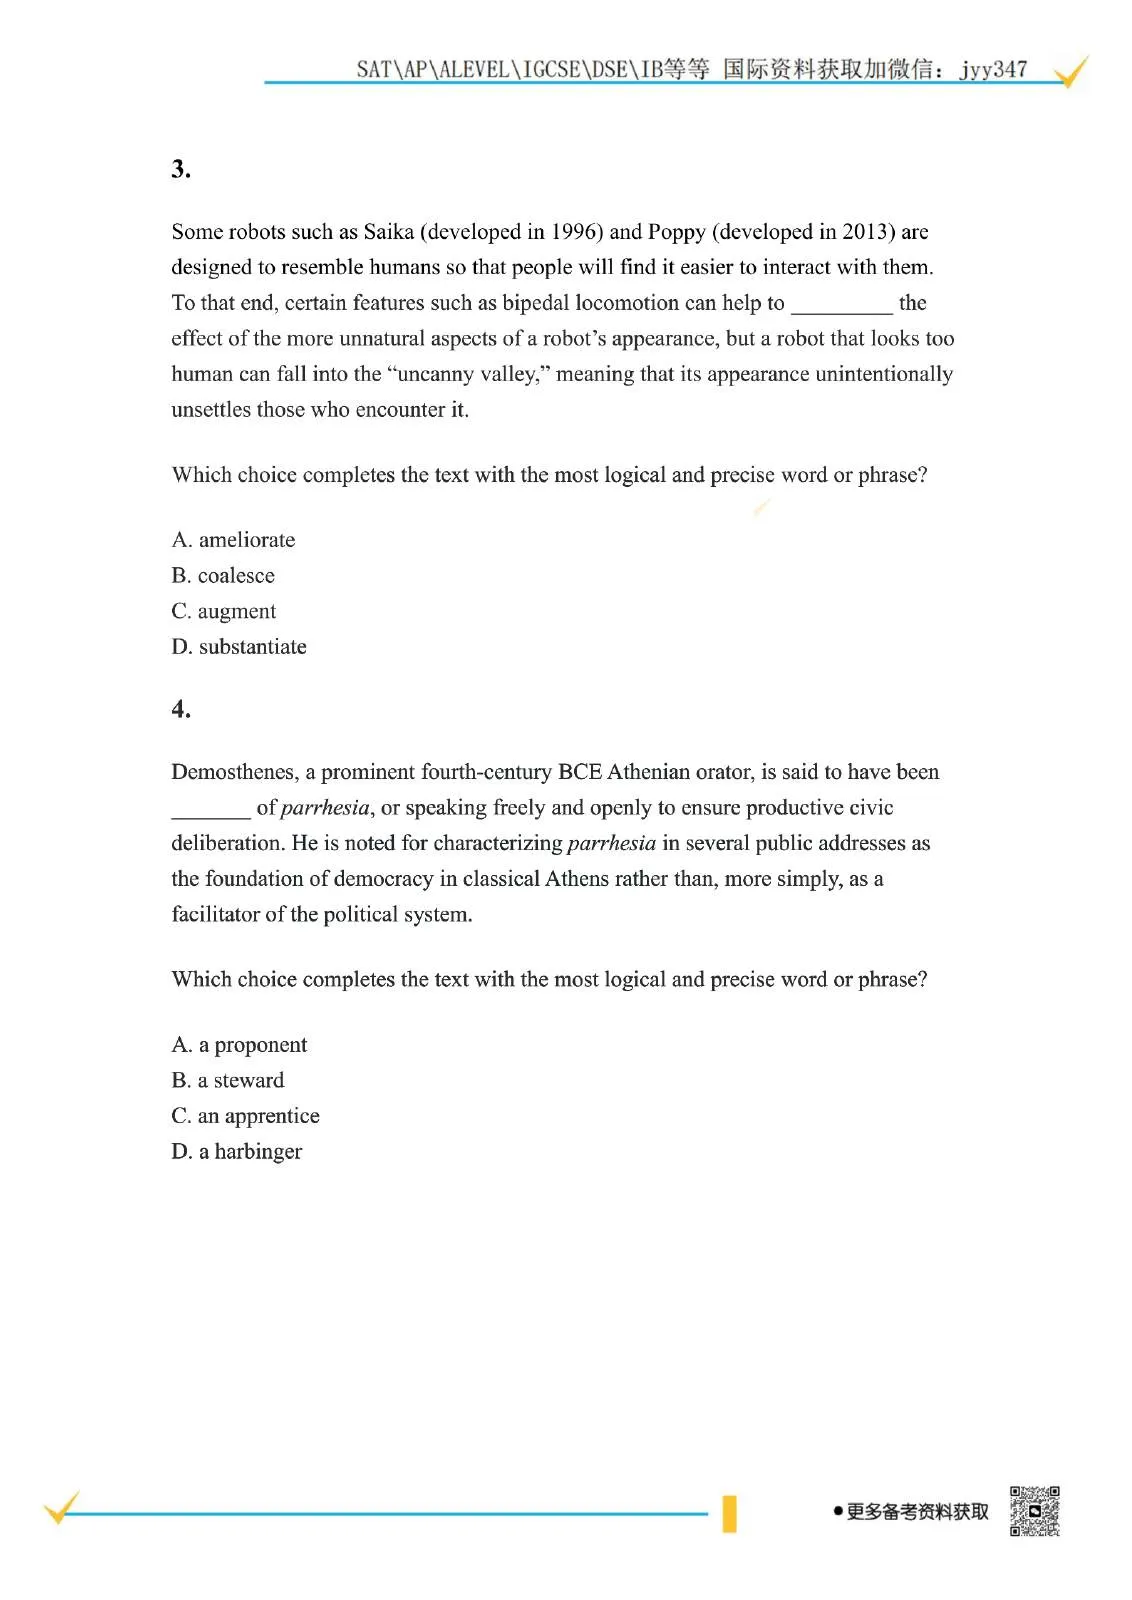 SAT\AP\ALEVEL\IGCSE\DSE\IB等等 国际资料获取加微信：jyy347
3.
Some robots such as Saika (developed in 1996) and Poppy (developed in 2013) are
designed to resemble humans so that people will find it easier to interact with them.
To that end, certain features such as bipedal locomotion can help to _________ the
effect of the more unnatural aspects of a robot’s appearance, but a robot that looks too
human can fall into the “uncanny valley,” meaning that its appearance unintentionally
unsettles those who encounter it.
Which choice completes the text with the most logical and precise word or phrase?
A. ameliorate
B. coalesce
C. augment
D. substantiate
4.
Demosthenes, a prominent fourth-century BCE Athenian orator, is said to have been
_______ of parrhesia, or speaking freely and openly to ensure productive civic
deliberation. He is noted for characterizing parrhesia in several public addresses as
the foundation of democracy in classical Athens rather than, more simply, as a
facilitator of the political system.
Which choice completes the text with the most logical and precise word or phrase?
A. a proponent
B. a steward
C. an apprentice
D. a harbinger
●更多备考资料获取